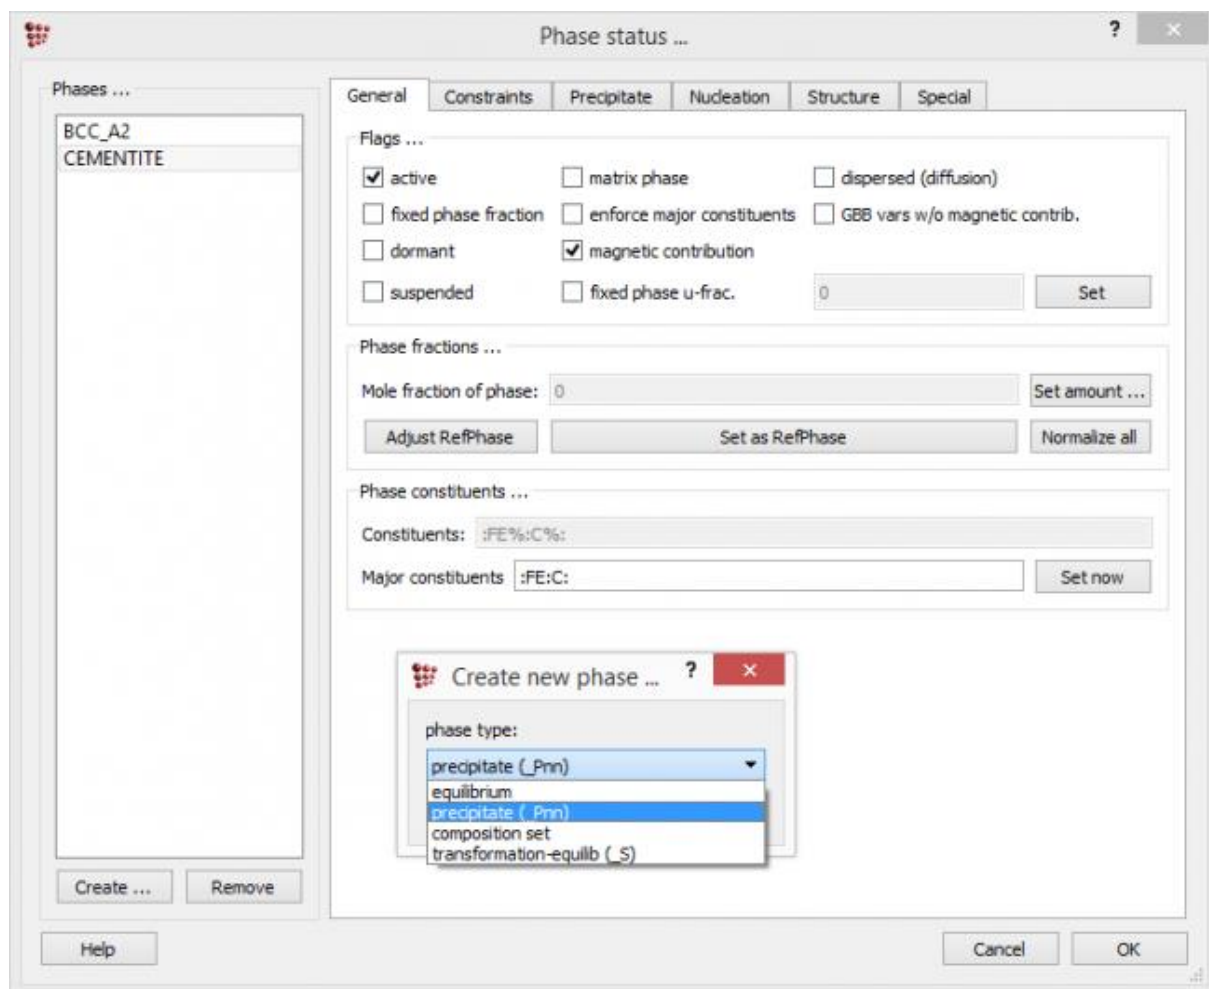 Phase status ...
?
Phases ...
BCC_A2
CEMENTITE
Create ...
Remove
General
Constraints
Precipitate
Nucleation
Structure
Special
Flags ...
active
matrix phase
dispersed (diffusion)
fixed phase fraction
enforce major constituents
GBB vars w/o magnetic contrib.
dormant
magnetic contribution
suspended
fixed phase u-frac.
0
Set
Phase fractions ...
Mole fraction of phase:
0
Set amount ...
Adjust RefPhase
Set as RefPhase
Normalize all
Phase constituents ...
Constituents:
:FE%:C%:
Major constituents
:FE:C:
Set now
Create new phase ...
?
phase type:
precipitate (_Pnn)
equilibrium
precipitate (_Pnn)
composition set
transformation-equilib (_S)
Help
Cancel
OK